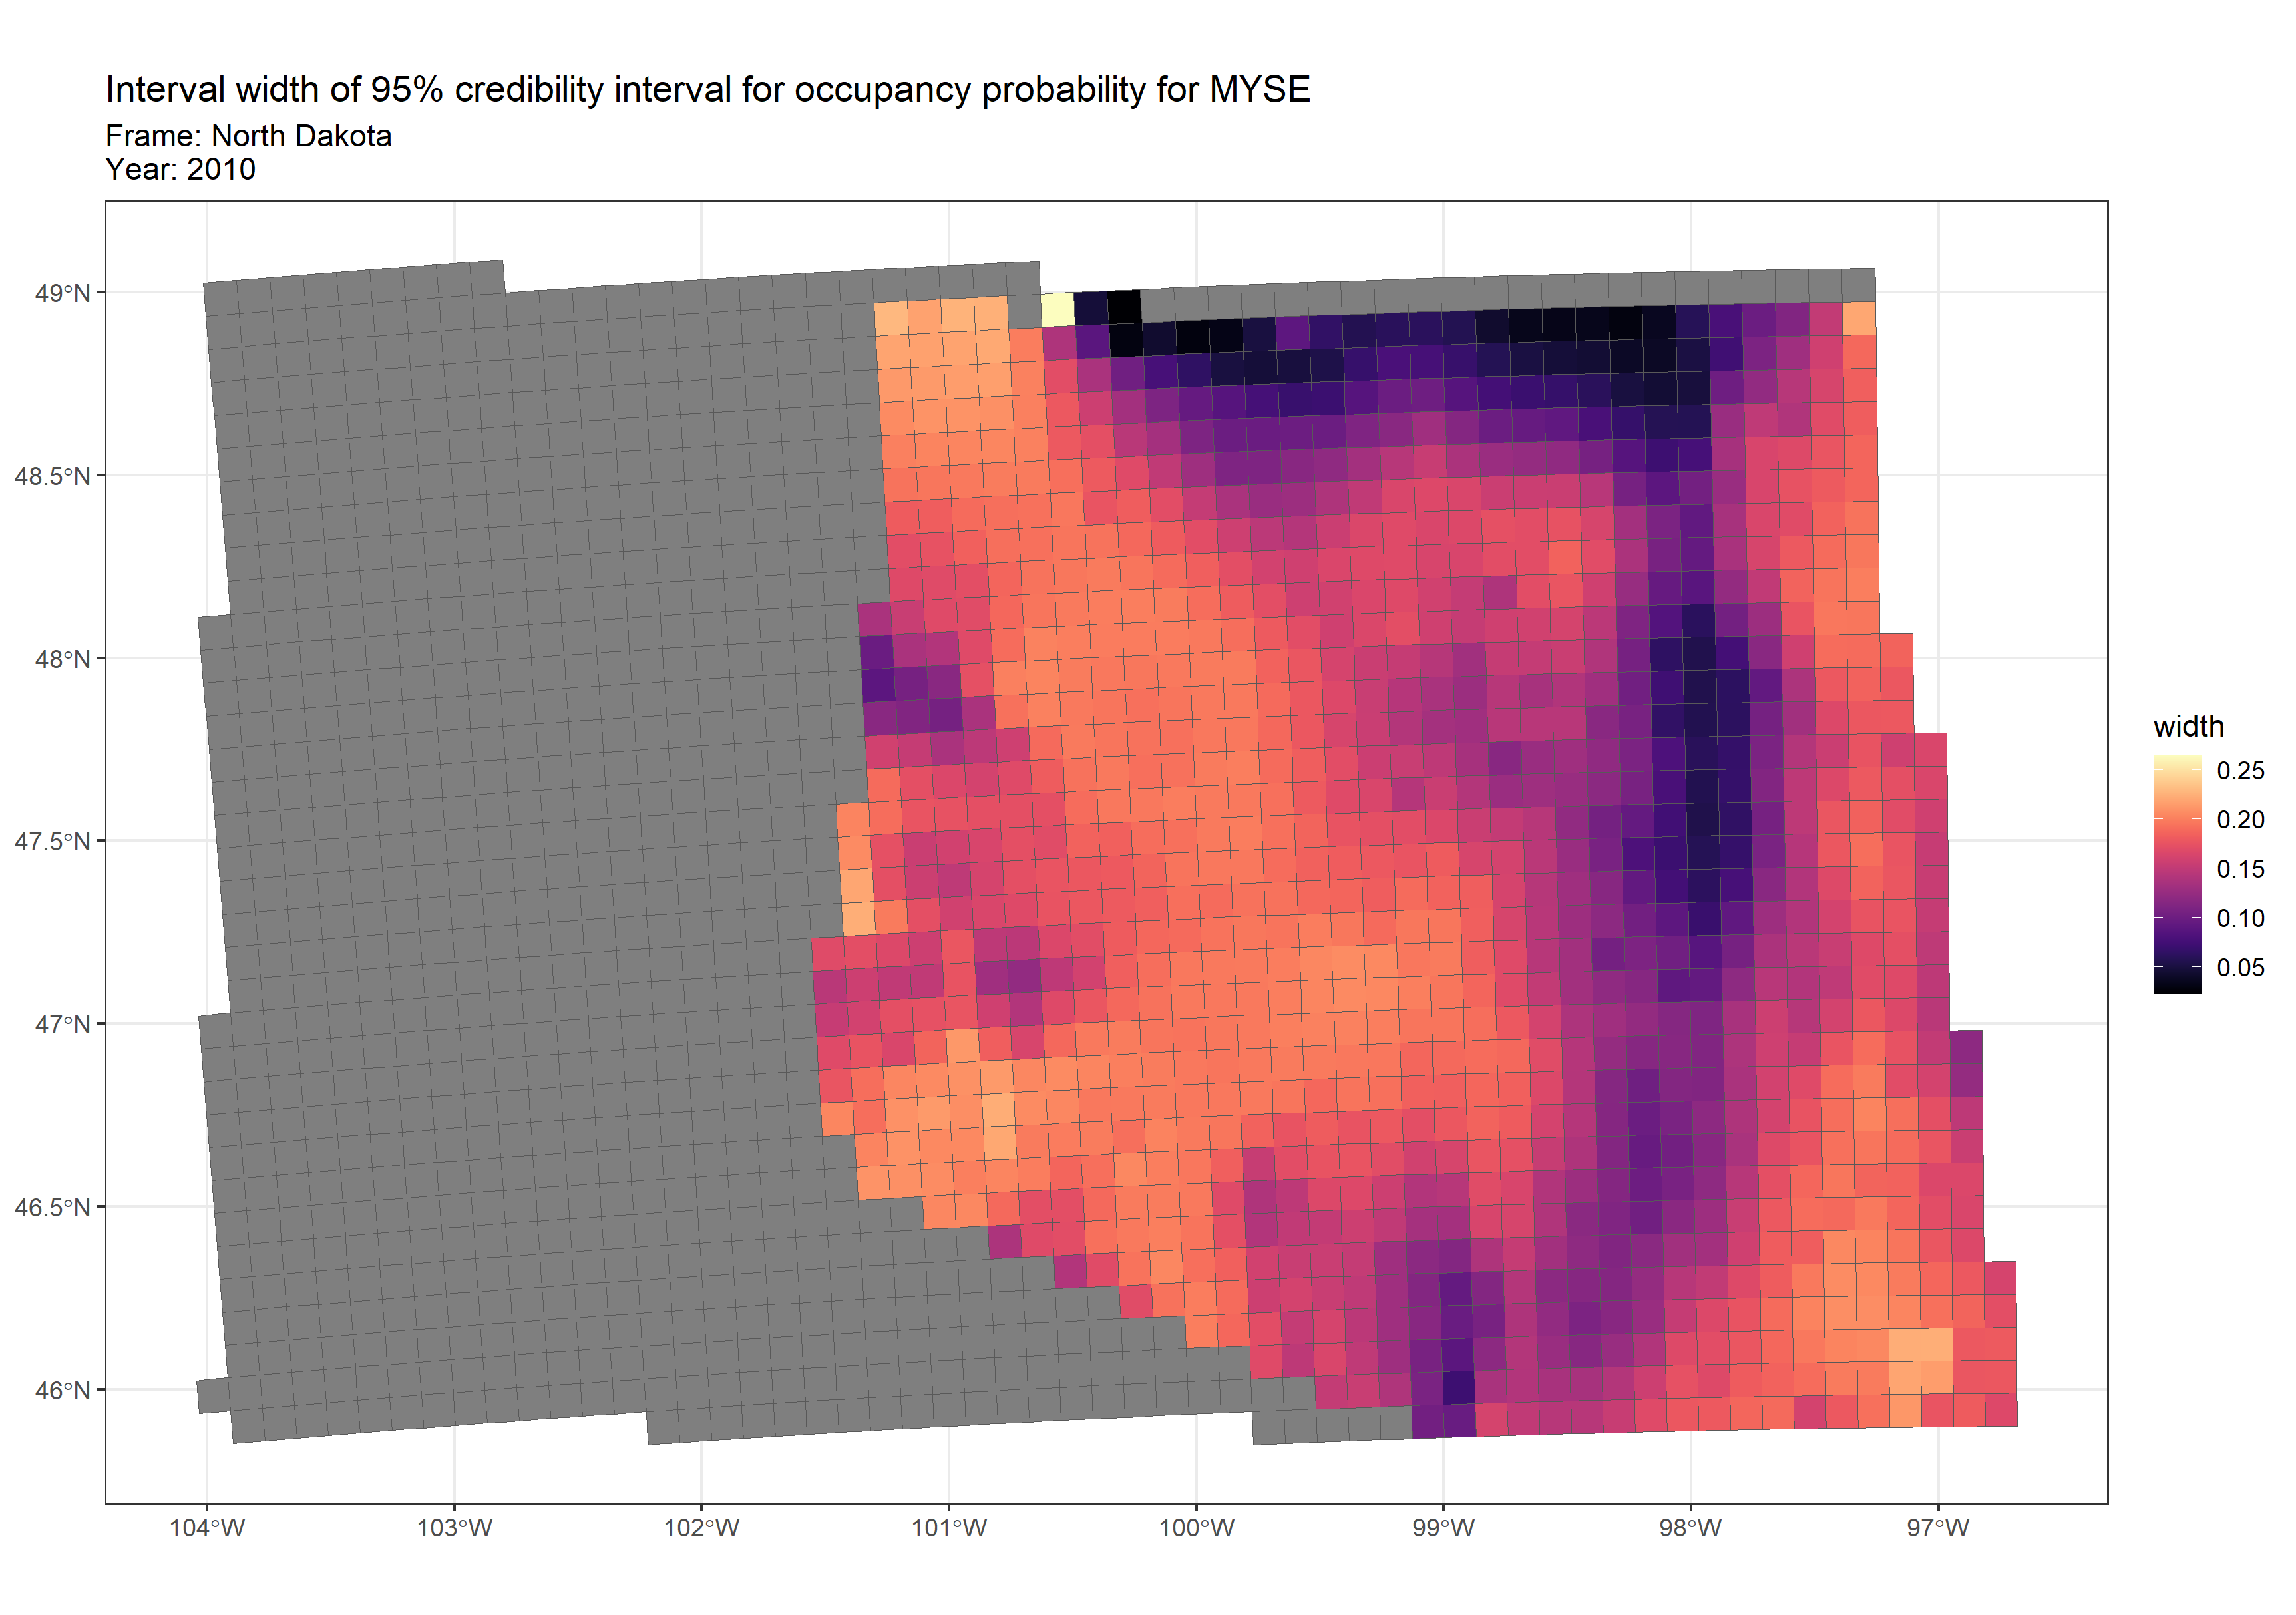 Interval width of 95% credibility interval for occupancy probability for MYSE
Frame: North Dakota
Year: 2010
49°N
48.5°N
48°N
47.5°N
47°N
46.5°N
46°N
104°W
103°W
102°W
101°W
100°W
99°W
98°W
97°W
width
0.25
0.20
0.15
0.10
0.05